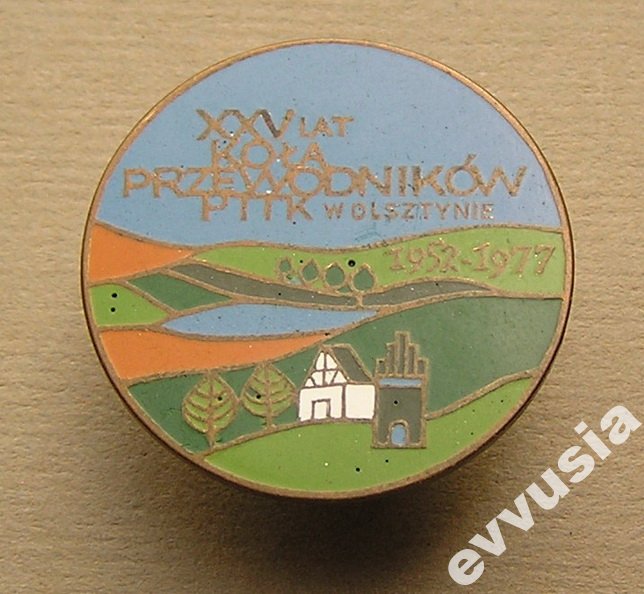 XXV LAT
KOŁA
PRZEWODNIKÓW
PTTK W OLSZTYNIE
1952-1977
evvusia